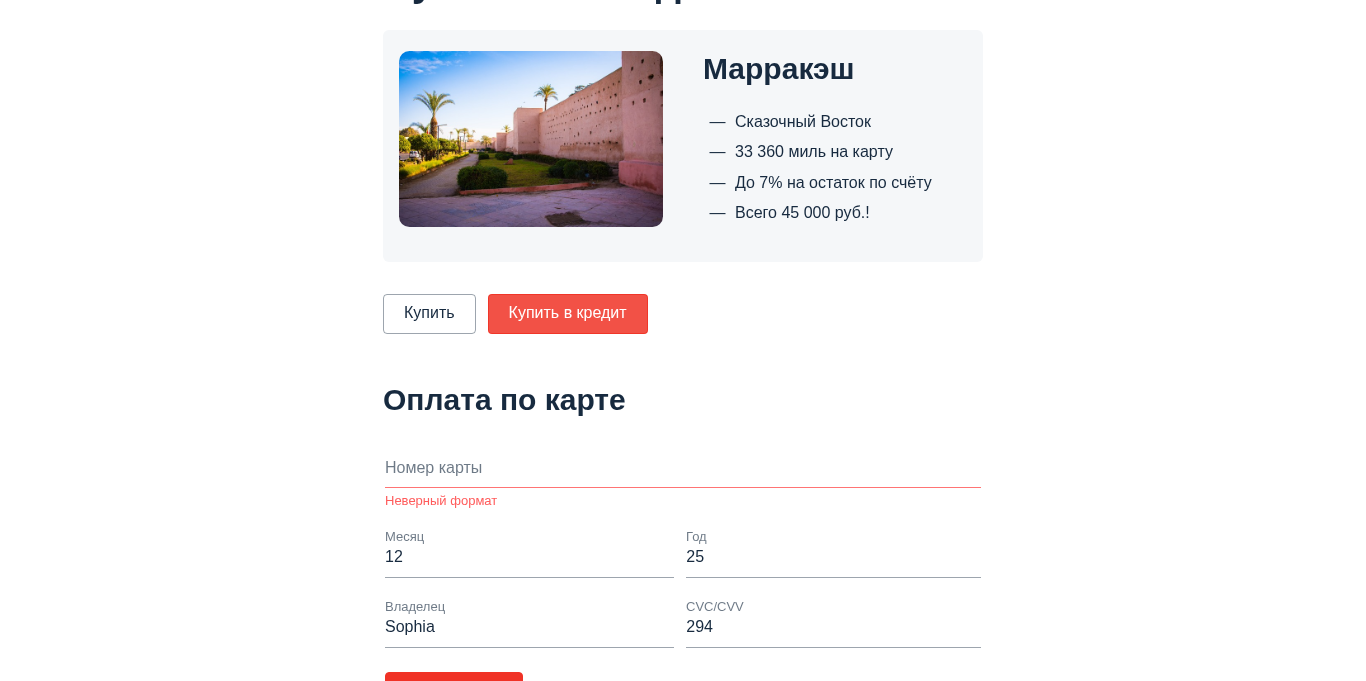 Марракэш
— Сказочный Восток
— 33 360 миль на карту
— До 7% на остаток по счёту
— Всего 45 000 руб.!
Купить Купить в кредит
Оплата по карте
Номер карты
Неверный формат
Месяц Год
12 25
Владелец CVC/CVV
Sophia 294